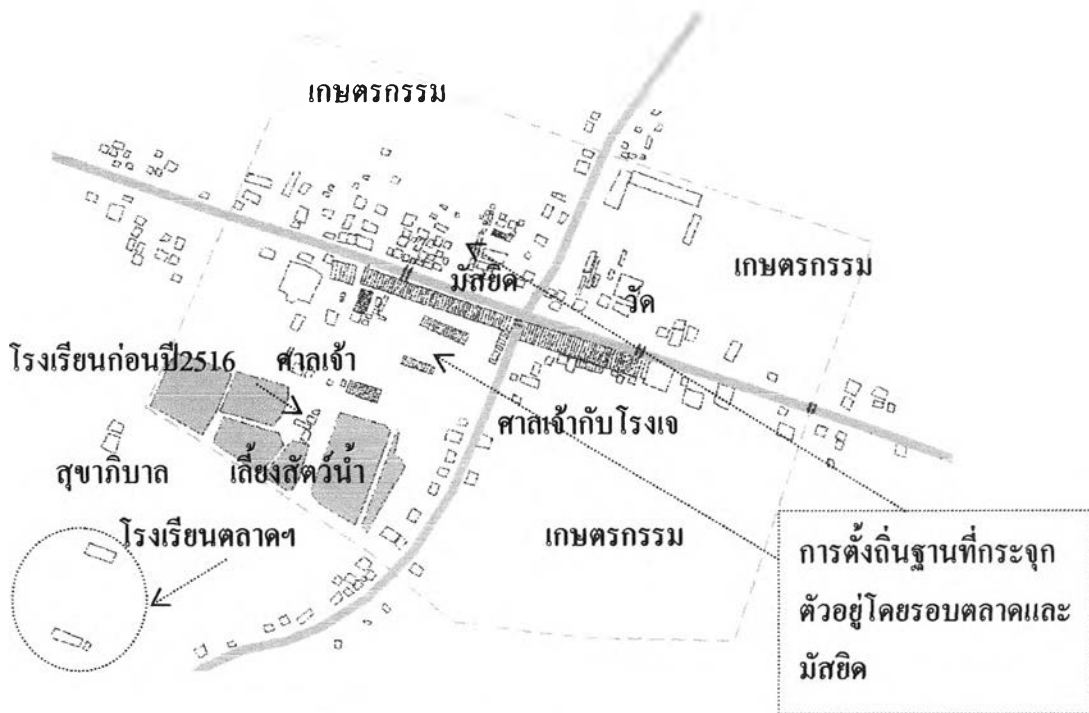 เกษตรกรรม
เกษตรกรรม
มัสยิด
วัด
โรงเรียนก่อนปี2516
ศาลเจ้า
ศาลเจ้ากับโรงเจ
สุขาภิบาล
เลี้ยงสัตว์น้ำ
โรงเรียนตลาดฯ
เกษตรกรรม
การตั้งถิ่นฐานที่กระจุก
ตัวอยู่โดยรอบตลาดและ
มัสยิด